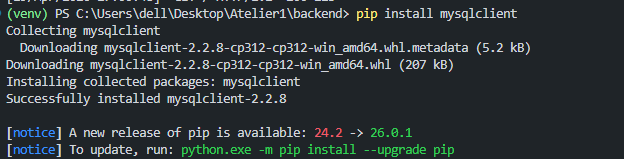 (venv) PS C:\Users\dell\Desktop\Atelier1\backend> pip install mysqlclient
Collecting mysqlclient
  Downloading mysqlclient-2.2.8-cp312-cp312-win_amd64.whl.metadata (5.2 kB)
Downloading mysqlclient-2.2.8-cp312-cp312-win_amd64.whl (207 kB)
Installing collected packages: mysqlclient
Successfully installed mysqlclient-2.2.8
[notice] A new release of pip is available: 24.2 -> 26.0.1
[notice] To update, run: python.exe -m pip install --upgrade pip